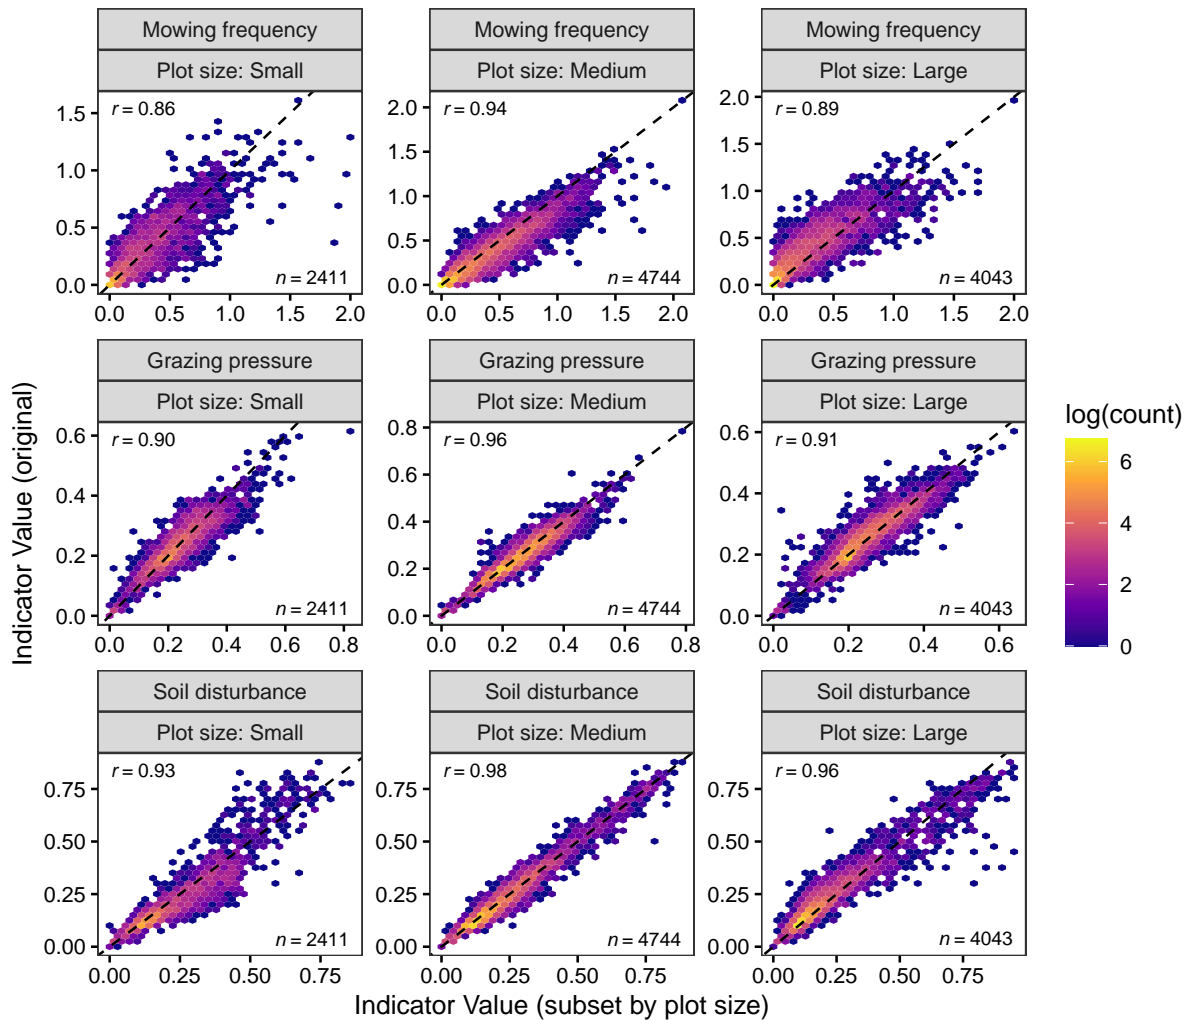 Mowing frequency
Plot size: Small
r = 0.86
n = 2411
1.5
1.0
0.5
0.0
0.0 0.5 1.0 1.5 2.0
Mowing frequency
Plot size: Medium
r = 0.94
n = 4744
2.0
1.5
1.0
0.5
0.0
0.0 0.5 1.0 1.5 2.0
Mowing frequency
Plot size: Large
r = 0.89
n = 4043
2.0
1.5
1.0
0.5
0.0
0.0 0.5 1.0 1.5 2.0
Grazing pressure
Plot size: Small
r = 0.90
n = 2411
0.6
0.4
0.2
0.0
0.0 0.2 0.4 0.6 0.8
Grazing pressure
Plot size: Medium
r = 0.96
n = 4744
0.8
0.6
0.4
0.2
0.0
0.0 0.2 0.4 0.6 0.8
Grazing pressure
Plot size: Large
r = 0.91
n = 4043
0.6
0.4
0.2
0.0
0.0 0.2 0.4 0.6
Soil disturbance
Plot size: Small
r = 0.93
n = 2411
0.75
0.50
0.25
0.00
0.00 0.25 0.50 0.75
Soil disturbance
Plot size: Medium
r = 0.98
n = 4744
0.75
0.50
0.25
0.00
0.00 0.25 0.50 0.75
Soil disturbance
Plot size: Large
r = 0.96
n = 4043
0.75
0.50
0.25
0.00
0.00 0.25 0.50 0.75
Indicator Value (original)
Indicator Value (subset by plot size)
log(count)
6
4
2
0